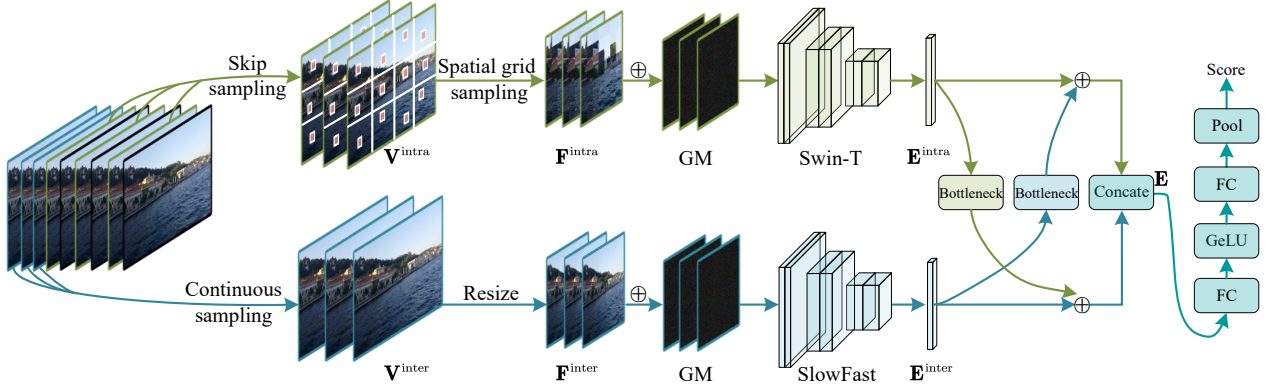 Skip
sampling
V^intra
Spatial grid
sampling
F^intra
⊕
GM
Swin-T
E^intra
⊕
Bottleneck
Bottleneck
Concate
E
Score
Pool
FC
GeLU
FC
Continuous
sampling
V^inter
Resize
F^inter
⊕
GM
SlowFast
E^inter
⊕